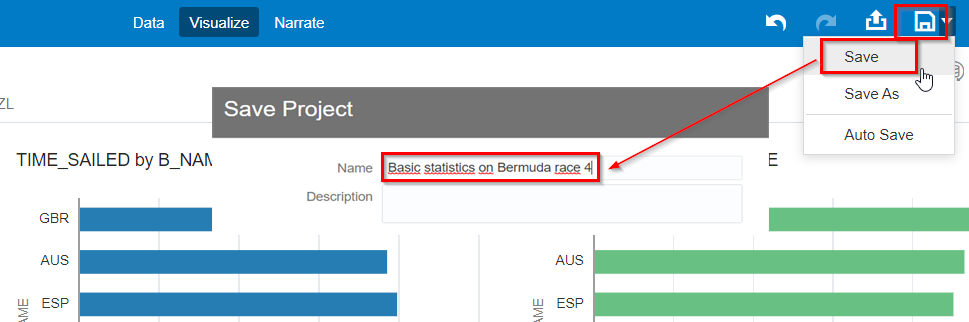 Data Visualize Narrate
Save
Save As
Auto Save
ZL
Save Project
TIME_SAILED by B_NAM
E
Name Basic statistics on Bermuda race 4
Description
GBR
AUS
ESP
AME
AUS
ESP
NAME